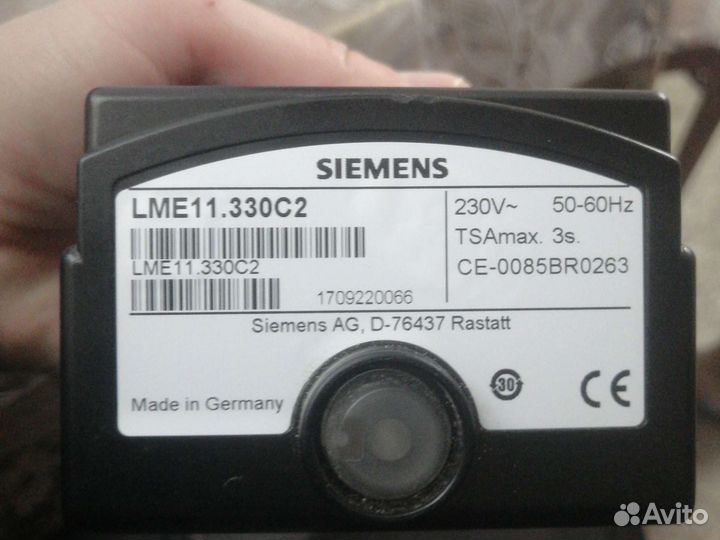 SIEMENS
LME11.330C2
230V~ 50-60Hz
TSAmax. 3s.
LME11.330C2
CE-0085BR0263
1709220066
Siemens AG, D-76437 Rastatt
Made in Germany
30
CE
Avito